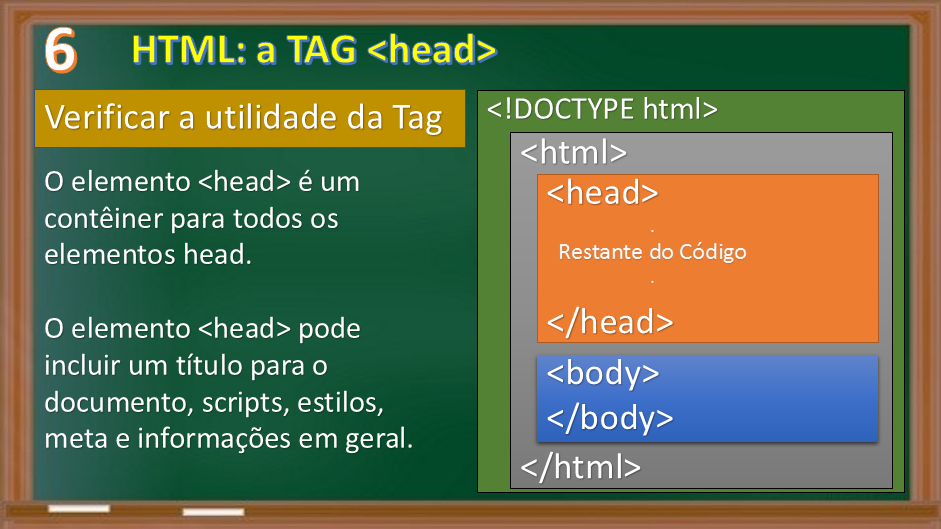 6 HTML: a TAG <head>
Verificar a utilidade da Tag
O elemento <head> é um
contêiner para todos os
elementos head.
O elemento <head> pode
incluir um título para o
documento, scripts, estilos,
meta e informações em geral.
<!DOCTYPE html>
<html>
<head>
.
Restante do Código
.
</head>
<body>
</body>
</html>